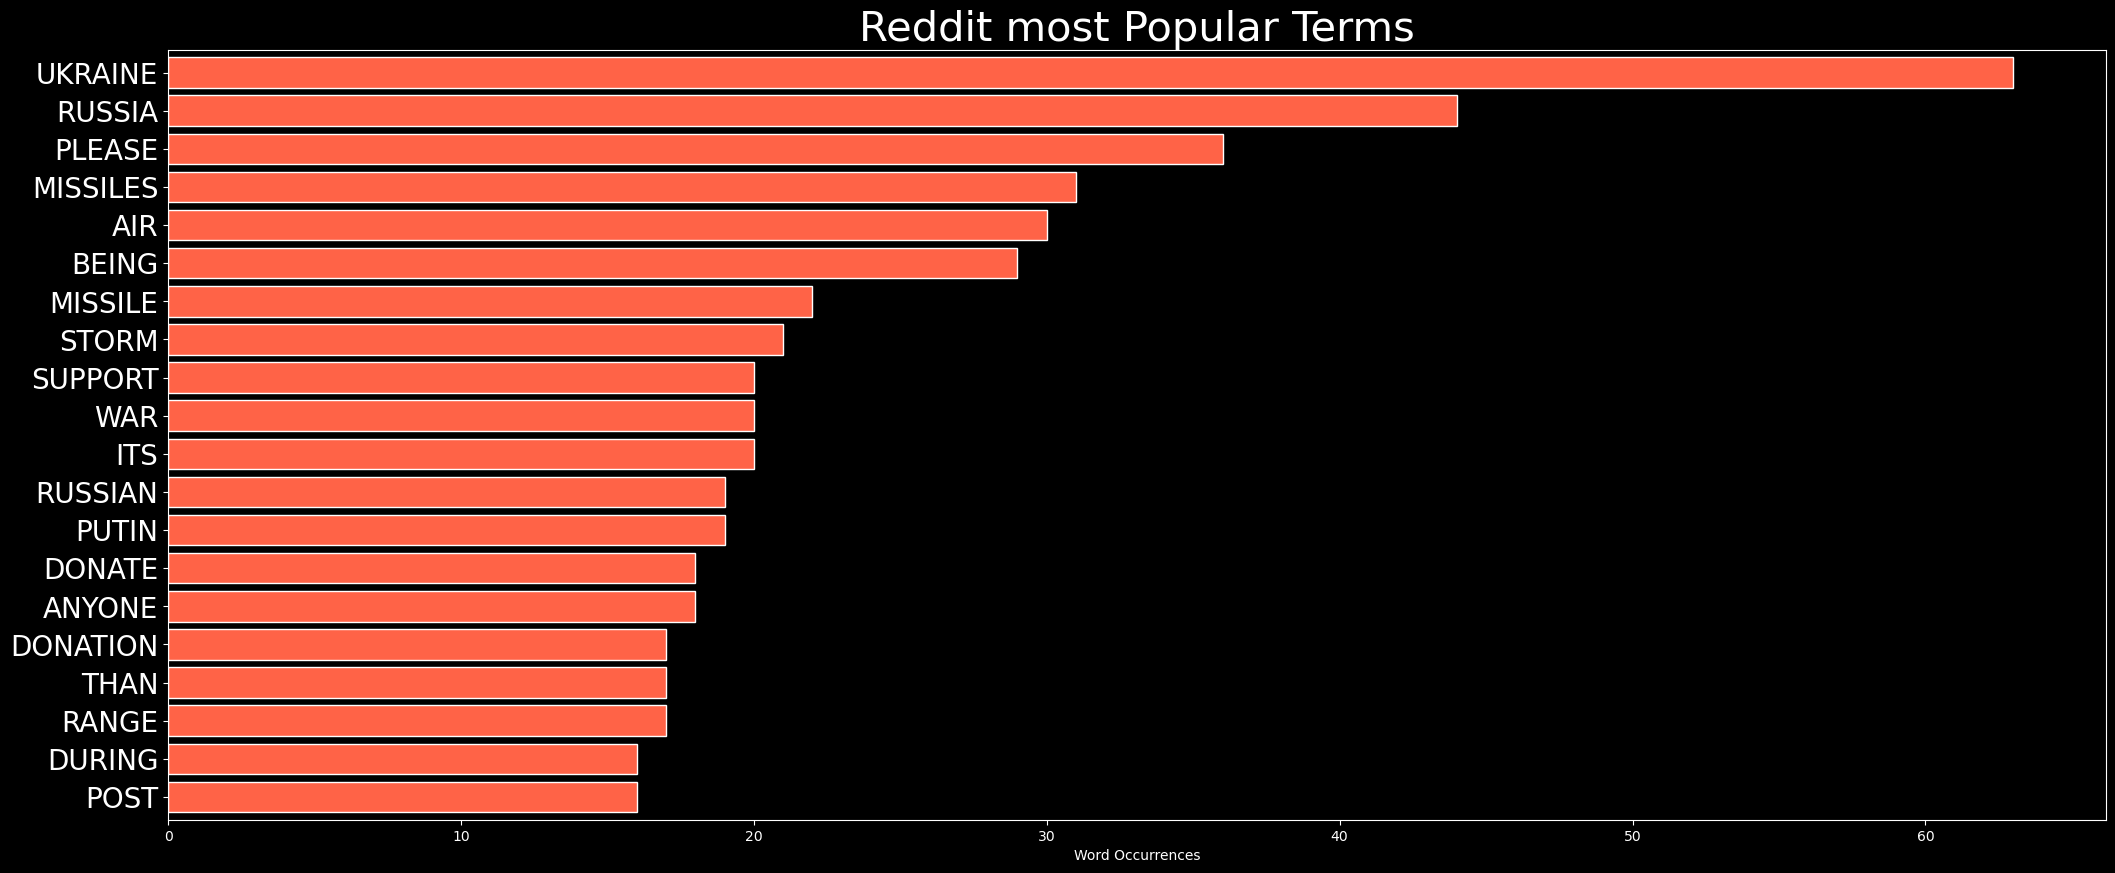 Reddit most Popular Terms
UKRAINE
RUSSIA
PLEASE
MISSILES
AIR
BEING
MISSILE
STORM
SUPPORT
WAR
ITS
RUSSIAN
PUTIN
DONATE
ANYONE
DONATION
THAN
RANGE
DURING
POST
0 10 20 30 40 50 60
Word Occurrences